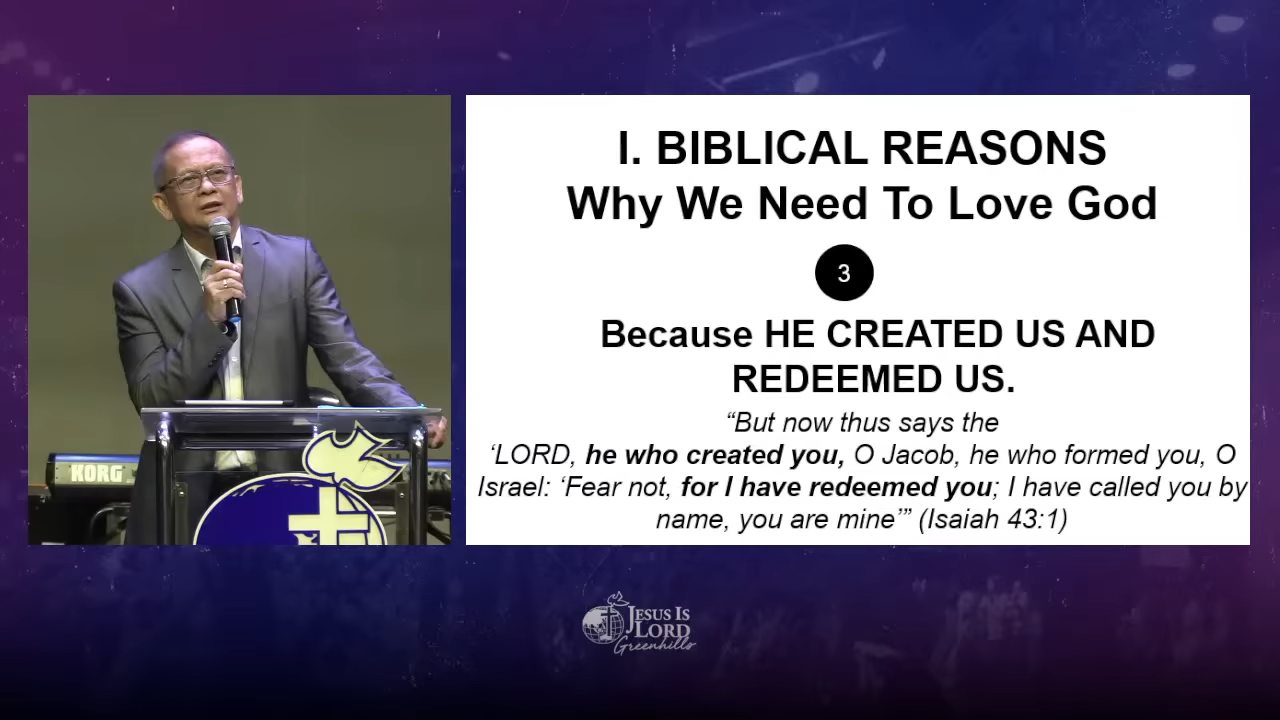 I. BIBLICAL REASONS
Why We Need To Love God
3
Because HE CREATED US AND
REDEEMED US.
“But now thus says the
‘LORD, he who created you, O Jacob, he who formed you, O
Israel: ‘Fear not, for I have redeemed you; I have called you by
name, you are mine’” (Isaiah 43:1)
KORG
JESUS IS
LORD
Greenhills